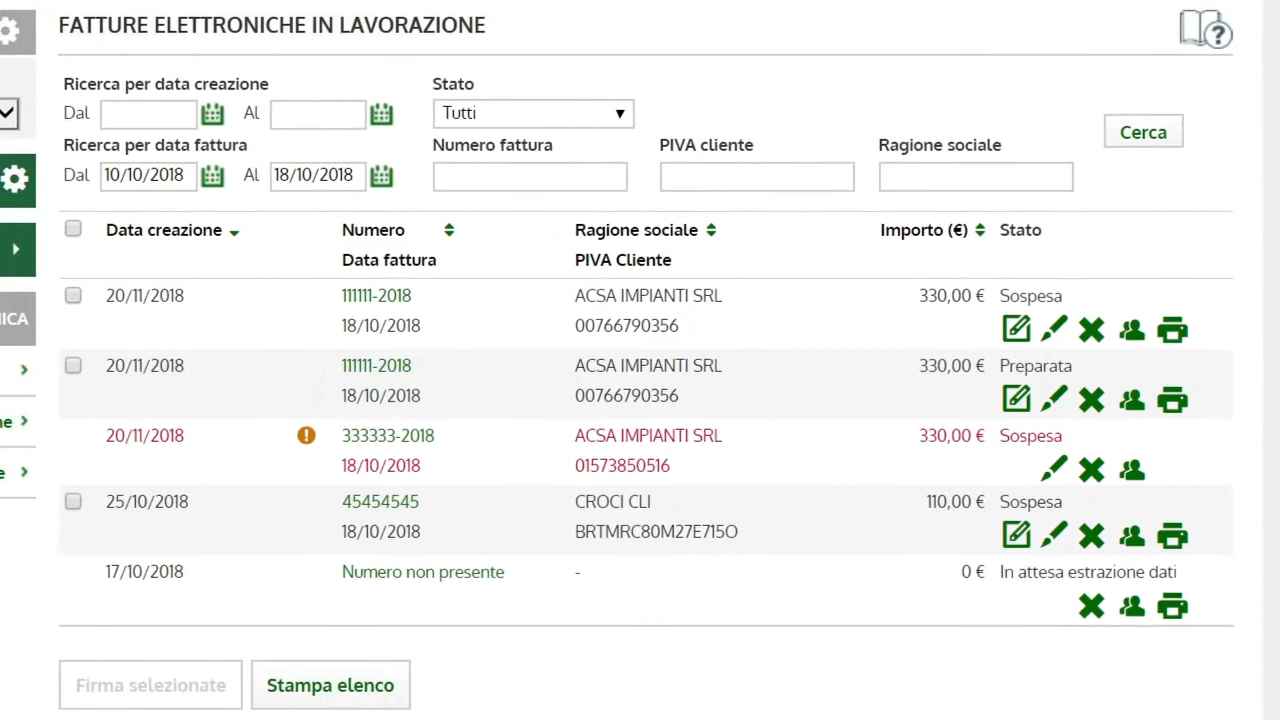 FATTURE ELETTRONICHE IN LAVORAZIONE
Ricerca per data creazione Stato
Dal Al Tutti
Ricerca per data fattura Numero fattura PIVA cliente Ragione sociale Cerca
Dal 10/10/2018 Al 18/10/2018
Data creazione Numero Ragione sociale Importo (€) Stato
Data fattura PIVA Cliente
20/11/2018 111111-2018 ACSA IMPIANTI SRL 330,00 € Sospesa
18/10/2018 00766790356
NICA
20/11/2018 111111-2018 ACSA IMPIANTI SRL 330,00 € Preparata
18/10/2018 00766790356
ne
20/11/2018 333333-2018 ACSA IMPIANTI SRL 330,00 € Sospesa
18/10/2018 01573850516
e
25/10/2018 45454545 CROCI CLI 110,00 € Sospesa
18/10/2018 BRTMRC80M27E715O
17/10/2018 Numero non presente - 0 € In attesa estrazione dati
Firma selezionate Stampa elenco